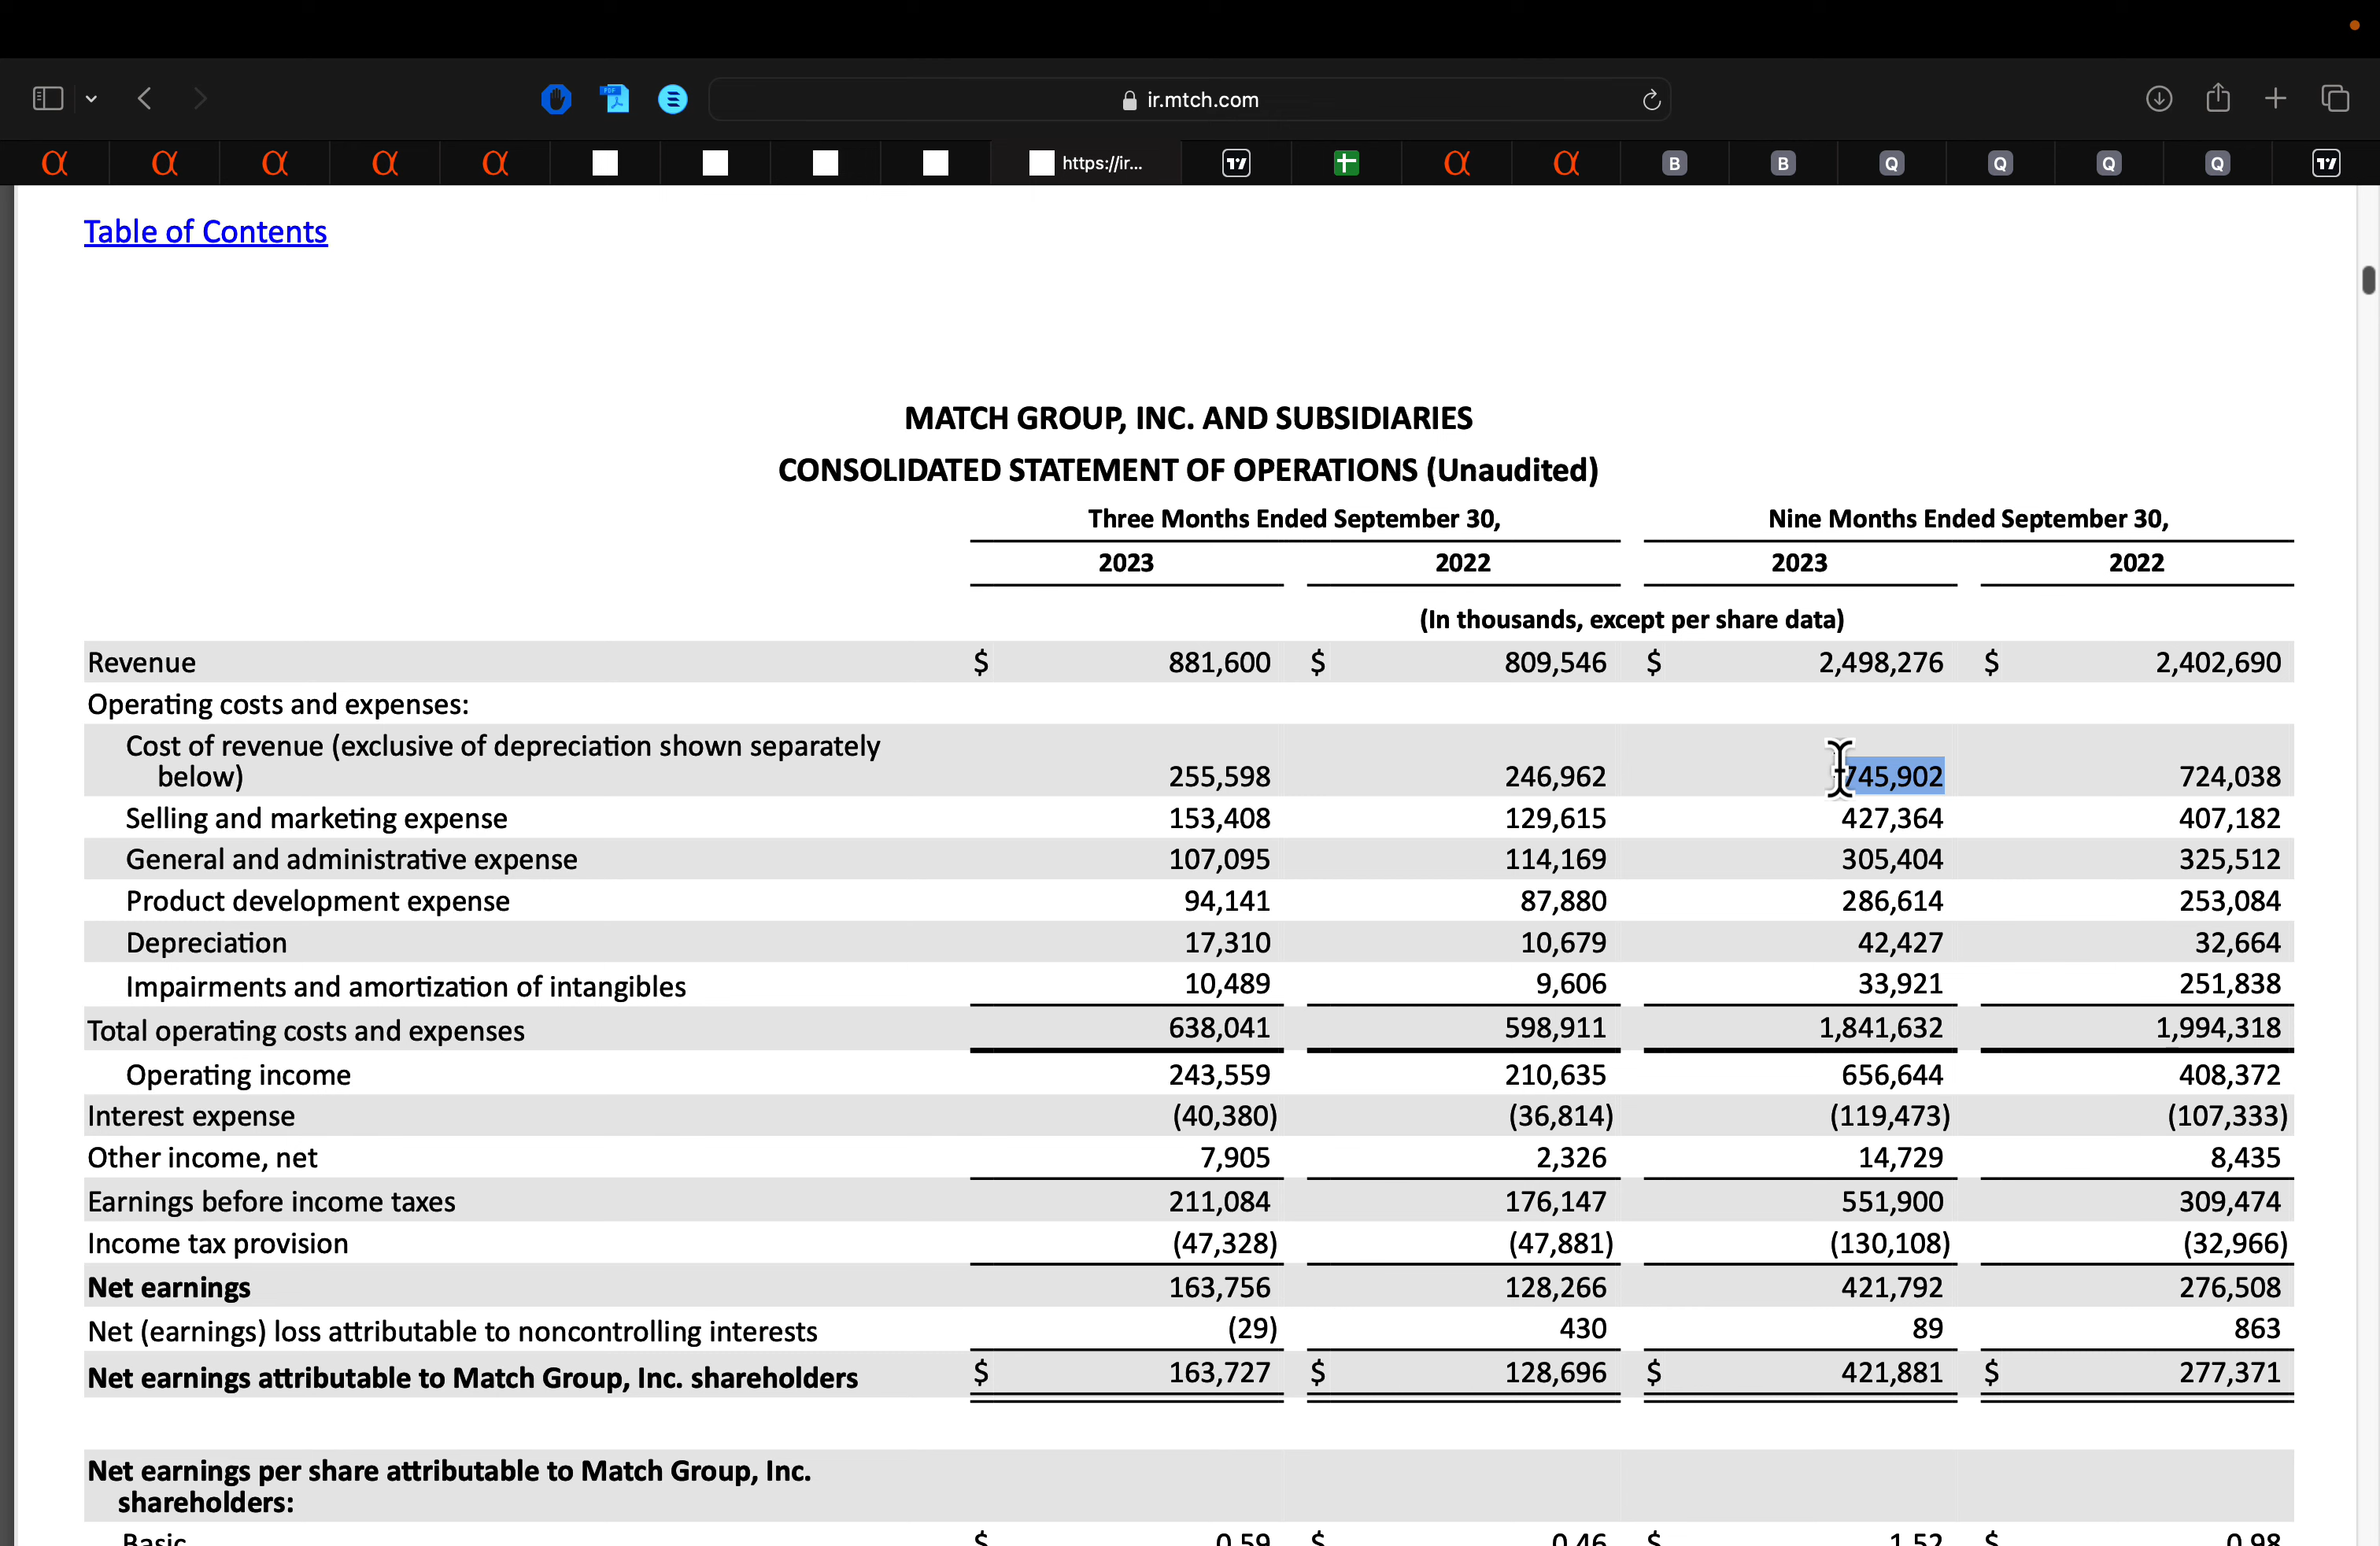 ir.mtch.com
α α α α α https://ir... α α B B Q Q Q Q
Table of Contents
MATCH GROUP, INC. AND SUBSIDIARIES
CONSOLIDATED STATEMENT OF OPERATIONS (Unaudited)
Three Months Ended September 30, Nine Months Ended September 30,
2023 2022 2023 2022
(In thousands, except per share data)
Revenue $ 881,600 $ 809,546 $ 2,498,276 $ 2,402,690
Operating costs and expenses:
Cost of revenue (exclusive of depreciation shown separately
below) 255,598 246,962 745,902 724,038
Selling and marketing expense 153,408 129,615 427,364 407,182
General and administrative expense 107,095 114,169 305,404 325,512
Product development expense 94,141 87,880 286,614 253,084
Depreciation 17,310 10,679 42,427 32,664
Impairments and amortization of intangibles 10,489 9,606 33,921 251,838
Total operating costs and expenses 638,041 598,911 1,841,632 1,994,318
Operating income 243,559 210,635 656,644 408,372
Interest expense (40,380) (36,814) (119,473) (107,333)
Other income, net 7,905 2,326 14,729 8,435
Earnings before income taxes 211,084 176,147 551,900 309,474
Income tax provision (47,328) (47,881) (130,108) (32,966)
Net earnings 163,756 128,266 421,792 276,508
Net (earnings) loss attributable to noncontrolling interests (29) 430 89 863
Net earnings attributable to Match Group, Inc. shareholders $ 163,727 $ 128,696 $ 421,881 $ 277,371
Net earnings per share attributable to Match Group, Inc.
shareholders:
Basic $ 0.59 $ 0.46 $ 1.52 $ 0.98